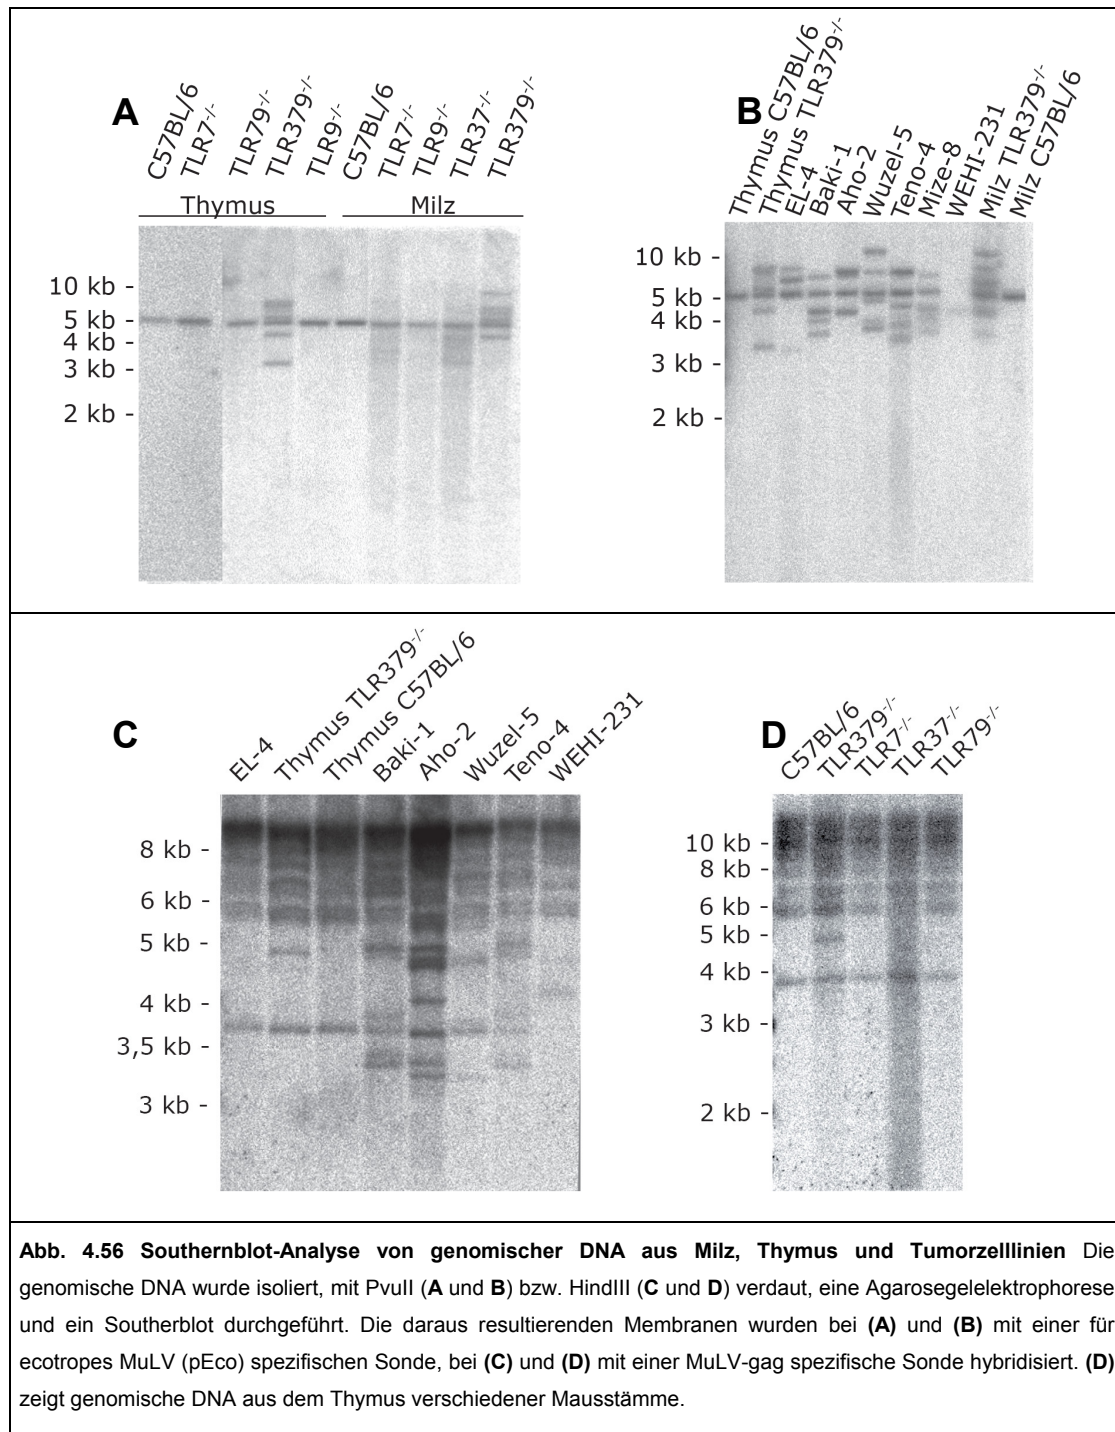 A
C57BL/6
TLR7-/-
TLR79-/-
TLR379-/-
TLR9-/-
C57BL/6
TLR7-/-
TLR9-/-
TLR37-/-
TLR379-/-
Thymus Milz
10 kb -
5 kb -
4 kb -
3 kb -
2 kb -
B
Thymus C57BL/6
Thymus TLR379-/-
EL-4
Baki-1
Aho-2
Wuzel-5
Teno-4
Mize-8
WEHI-231
Milz TLR379-/-
Milz C57BL/6
10 kb -
5 kb -
4 kb -
3 kb -
2 kb -
C
EL-4
Thymus TLR379-/-
Thymus C57BL/6
Baki-1
Aho-2
Wuzel-5
Teno-4
WEHI-231
8 kb -
6 kb -
5 kb -
4 kb -
3,5 kb -
3 kb -
D
C57BL/6
TLR379-/-
TLR7-/-
TLR37-/-
TLR79-/-
10 kb -
8 kb -
6 kb -
5 kb -
4 kb -
3 kb -
2 kb -
Abb. 4.56 Southernblot-Analyse von genomischer DNA aus Milz, Thymus und Tumorzelllinien Die
genomische DNA wurde isoliert, mit PvuII (A und B) bzw. HindIII (C und D) verdaut, eine Agarosegelelektrophorese
und ein Southerblot durchgeführt. Die daraus resultierenden Membranen wurden bei (A) und (B) mit einer für
ecotropes MuLV (pEco) spezifischen Sonde, bei (C) und (D) mit einer MuLV-gag spezifische Sonde hybridisiert. (D)
zeigt genomische DNA aus dem Thymus verschiedener Mausstämme.